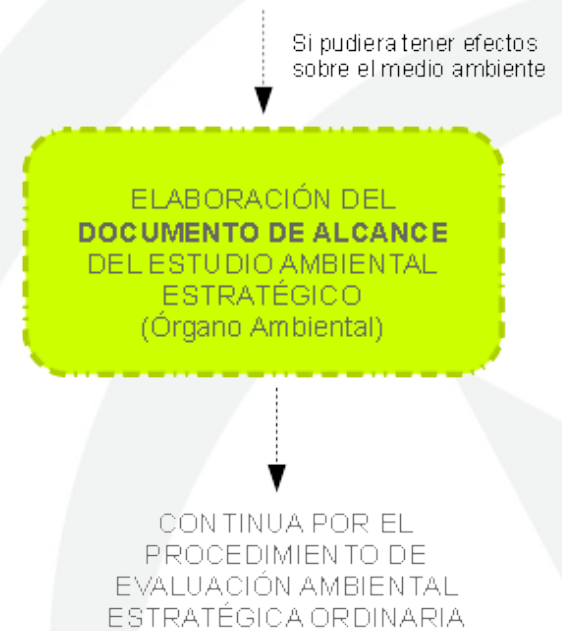 Si pudiera tener efectos
sobre el medio ambiente
ELABORACIÓN DEL
DOCUMENTO DE ALCANCE
DEL ESTUDIO AMBIENTAL
ESTRATÉGICO
(Órgano Ambiental)
CONTINUA POR EL
PROCEDIMIENTO DE
EVALUACIÓN AMBIENTAL
ESTRATÉGICA ORDINARIA